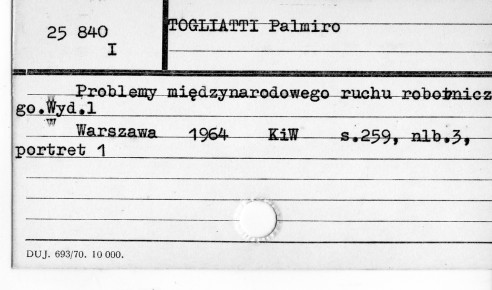 25 840
I
TOGLIATTI Palmiro
Problemy międzynarodowego ruchu robotnicz
go.Wyd.1
Warszawa 1964 KiW s.259, nlb.3,
portret 1
DUJ. 693/70. 10 000.